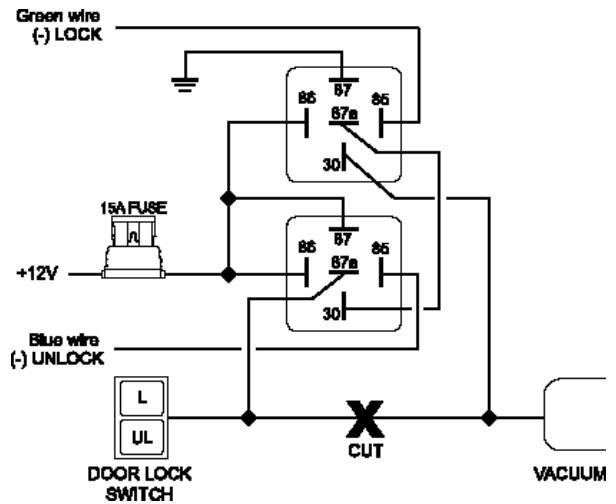 Green wire
(-) LOCK
87
86
85
87a
30
15A FUSE
87
86
85
87a
+12V
30
Blue wire
(-) UNLOCK
L
UL
X
CUT
DOOR LOCK
SWITCH
VACUUM